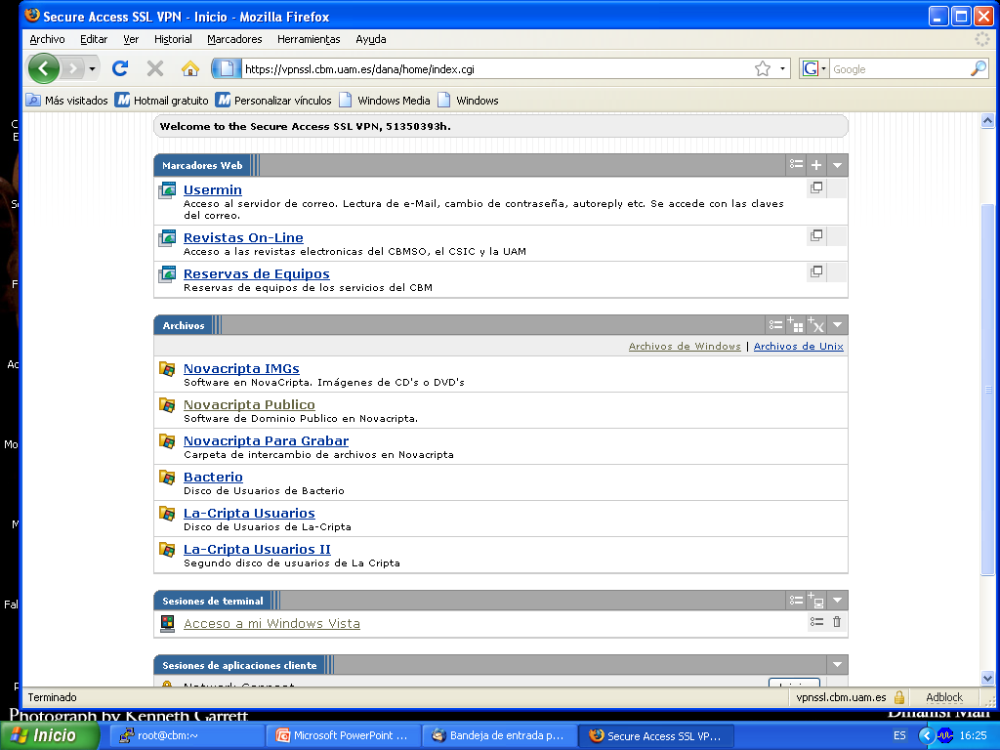 Secure Access SSL VPN - Inicio - Mozilla Firefox
Archivo Editar Ver Historial Marcadores Herramientas Ayuda
https://vpnssl.cbm.uam.es/dana/home/index.cgi
G Google
Más visitados Hotmail gratuito Personalizar vínculos Windows Media Windows
Welcome to the Secure Access SSL VPN, 51350393h.
Marcadores Web
Usermin
Acceso al servidor de correo. Lectura de e-Mail, cambio de contraseña, autoreply etc. Se accede con las claves
del correo.
Revistas On-Line
Acceso a las revistas electronicas del CBMSO, el CSIC y la UAM
Reservas de Equipos
Reservas de equipos de los servicios del CBM
Archivos
Archivos de Windows | Archivos de Unix
Novacripta IMGs
Software en NovaCripta. Imágenes de CD's o DVD's
Novacripta Publico
Software de Dominio Publico en Novacripta.
Novacripta Para Grabar
Carpeta de intercambio de archivos en Novacripta
Bacterio
Disco de Usuarios de Bacterio
La-Cripta Usuarios
Disco de Usuarios de La-Cripta
La-Cripta Usuarios II
Segundo disco de usuarios de La Cripta
Sesiones de terminal
Acceso a mi Windows Vista
Sesiones de aplicaciones cliente
Network Connect
Terminado vpnssl.cbm.uam.es Adblock
Photograph by Kenneth Garrett Dmanisi Man
Inicio root@cbm:~ Microsoft PowerPoint ... Bandeja de entrada p... Secure Access SSL VP... ES 16:25